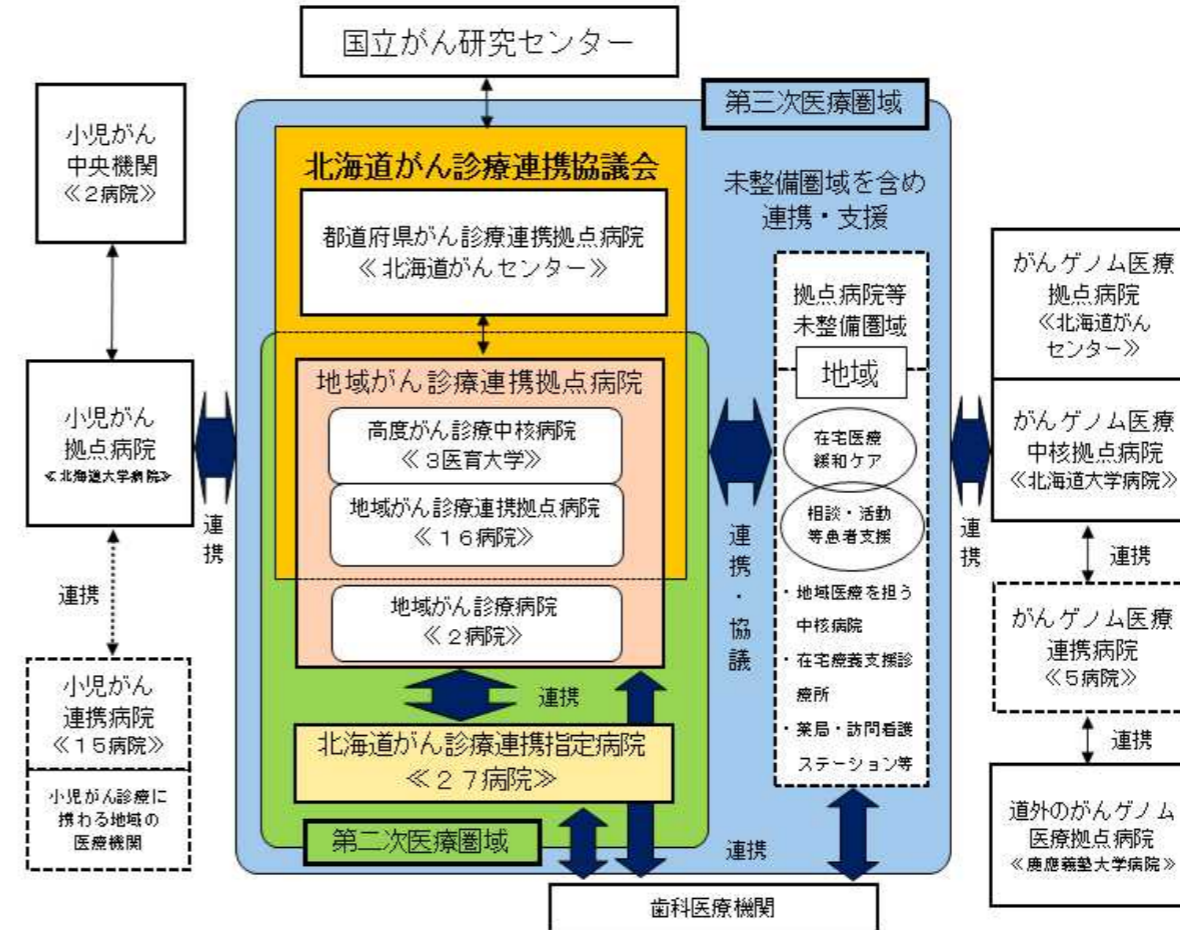 国立がん研究センター
小児がん
中央機関
≪2病院≫
小児がん
拠点病院
≪北海道大学病院≫
連携
連携
小児がん
連携病院
≪15病院≫
小児がん診療に
携わる地域の
医療機関
第三次医療圏域
北海道がん診療連携協議会
都道府県がん診療連携拠点病院
≪北海道がんセンター≫
地域がん診療連携拠点病院
高度がん診療中核病院
≪3医育大学≫
地域がん診療連携拠点病院
≪16病院≫
地域がん診療病院
≪2病院≫
連携
北海道がん診療連携指定病院
≪27病院≫
第二次医療圏域
未整備圏域を含め
連携・支援
連携・協議
拠点病院等
未整備圏域
地域
在宅医療
緩和ケア
相談・活動
等患者支援
・地域医療を担う
中核病院
・在宅療養支援診
療所
・薬局・訪問看護
ステーション等
連携
歯科医療機関
連携
がんゲノム医療
拠点病院
≪北海道がん
センター≫
がんゲノム医療
中核拠点病院
≪北海道大学病院≫
連携
がんゲノム医療
連携病院
≪5病院≫
連携
道外のがんゲノム
医療拠点病院
≪慶應義塾大学病院≫